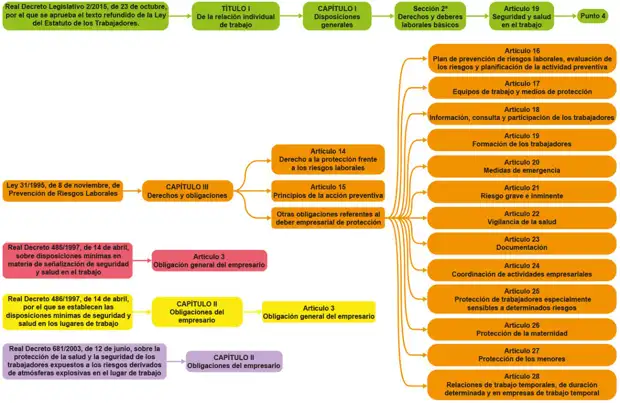 Real Decreto Legislativo 2/2015, de 23 de octubre,
por el que se aprueba el texto refundido de la Ley
del Estatuto de los Trabajadores.
TÍTULO I
De la relación individual de
trabajo
CAPÍTULO I
Disposiciones
generales
Sección 2ª
Derechos y deberes
laborales básicos
Artículo 19
Seguridad y salud
en el trabajo
Punto 4
Ley 31/1995, de 8 de noviembre, de
Prevención de Riesgos Laborales
CAPÍTULO III
Derechos y obligaciones
Artículo 14
Derecho a la protección frente
a los riesgos laborales
Artículo 15
Principios de la acción preventiva
Otras obligaciones referentes al
deber empresarial de protección
Artículo 16
Plan de prevención de riesgos laborales, evaluación de
los riesgos y planificación de la actividad preventiva
Artículo 17
Equipos de trabajo y medios de protección
Artículo 18
Información, consulta y participación de los trabajadores
Artículo 19
Formación de los trabajadores
Artículo 20
Medidas de emergencia
Artículo 21
Riesgo grave e inminente
Artículo 22
Vigilancia de la salud
Artículo 23
Documentación
Artículo 24
Coordinación de actividades empresariales
Artículo 25
Protección de trabajadores especialmente
sensibles a determinados riesgos
Artículo 26
Protección de la maternidad
Artículo 27
Protección de los menores
Artículo 28
Relaciones de trabajo temporales, de duración
determinada y en empresas de trabajo temporal
Real Decreto 485/1997, de 14 de abril,
sobre disposiciones mínimas en
materia de señalización de seguridad
y salud en el trabajo
Artículo 3
Obligación general del empresario
Real Decreto 486/1997, de 14 de abril,
por el que se establecen las
disposiciones mínimas de seguridad y
salud en los lugares de trabajo
CAPÍTULO II
Obligaciones del
empresario
Artículo 3
Obligación general del empresario
Real Decreto 681/2003, de 12 de junio, sobre la
protección de la salud y la seguridad de los
trabajadores expuestos a los riesgos derivados
de atmósferas explosivas en el lugar de trabajo
CAPÍTULO II
Obligaciones del empresario